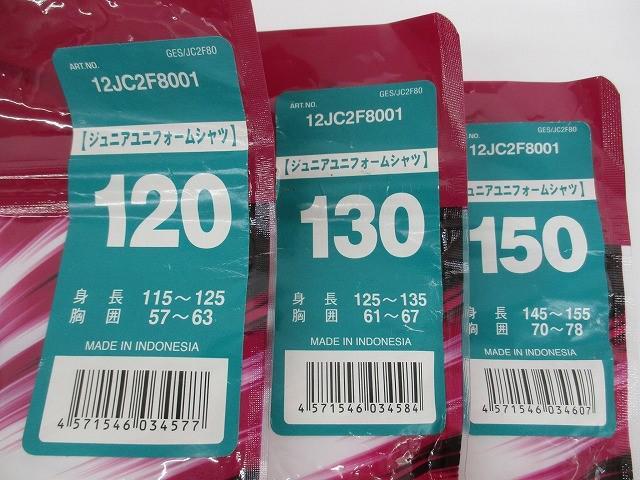 ART.NO.
GES/JC2F80
12JC2F8001
【ジュニアユニフォームシャツ】
120
身長 115～125
胸囲 57～63
MADE IN INDONESIA
4 571546 034577
ART.NO.
GES/JC2F80
12JC2F8001
【ジュニアユニフォームシャツ】
130
身長 125～135
胸囲 61～67
MADE IN INDONESIA
4 571546 034584
ART.NO.
GES/JC2F80
12JC2F8001
ュニアユニフォームシャツ】
150
身長 145～155
胸囲 70～78
MADE IN INDONESIA
4 571546 034607